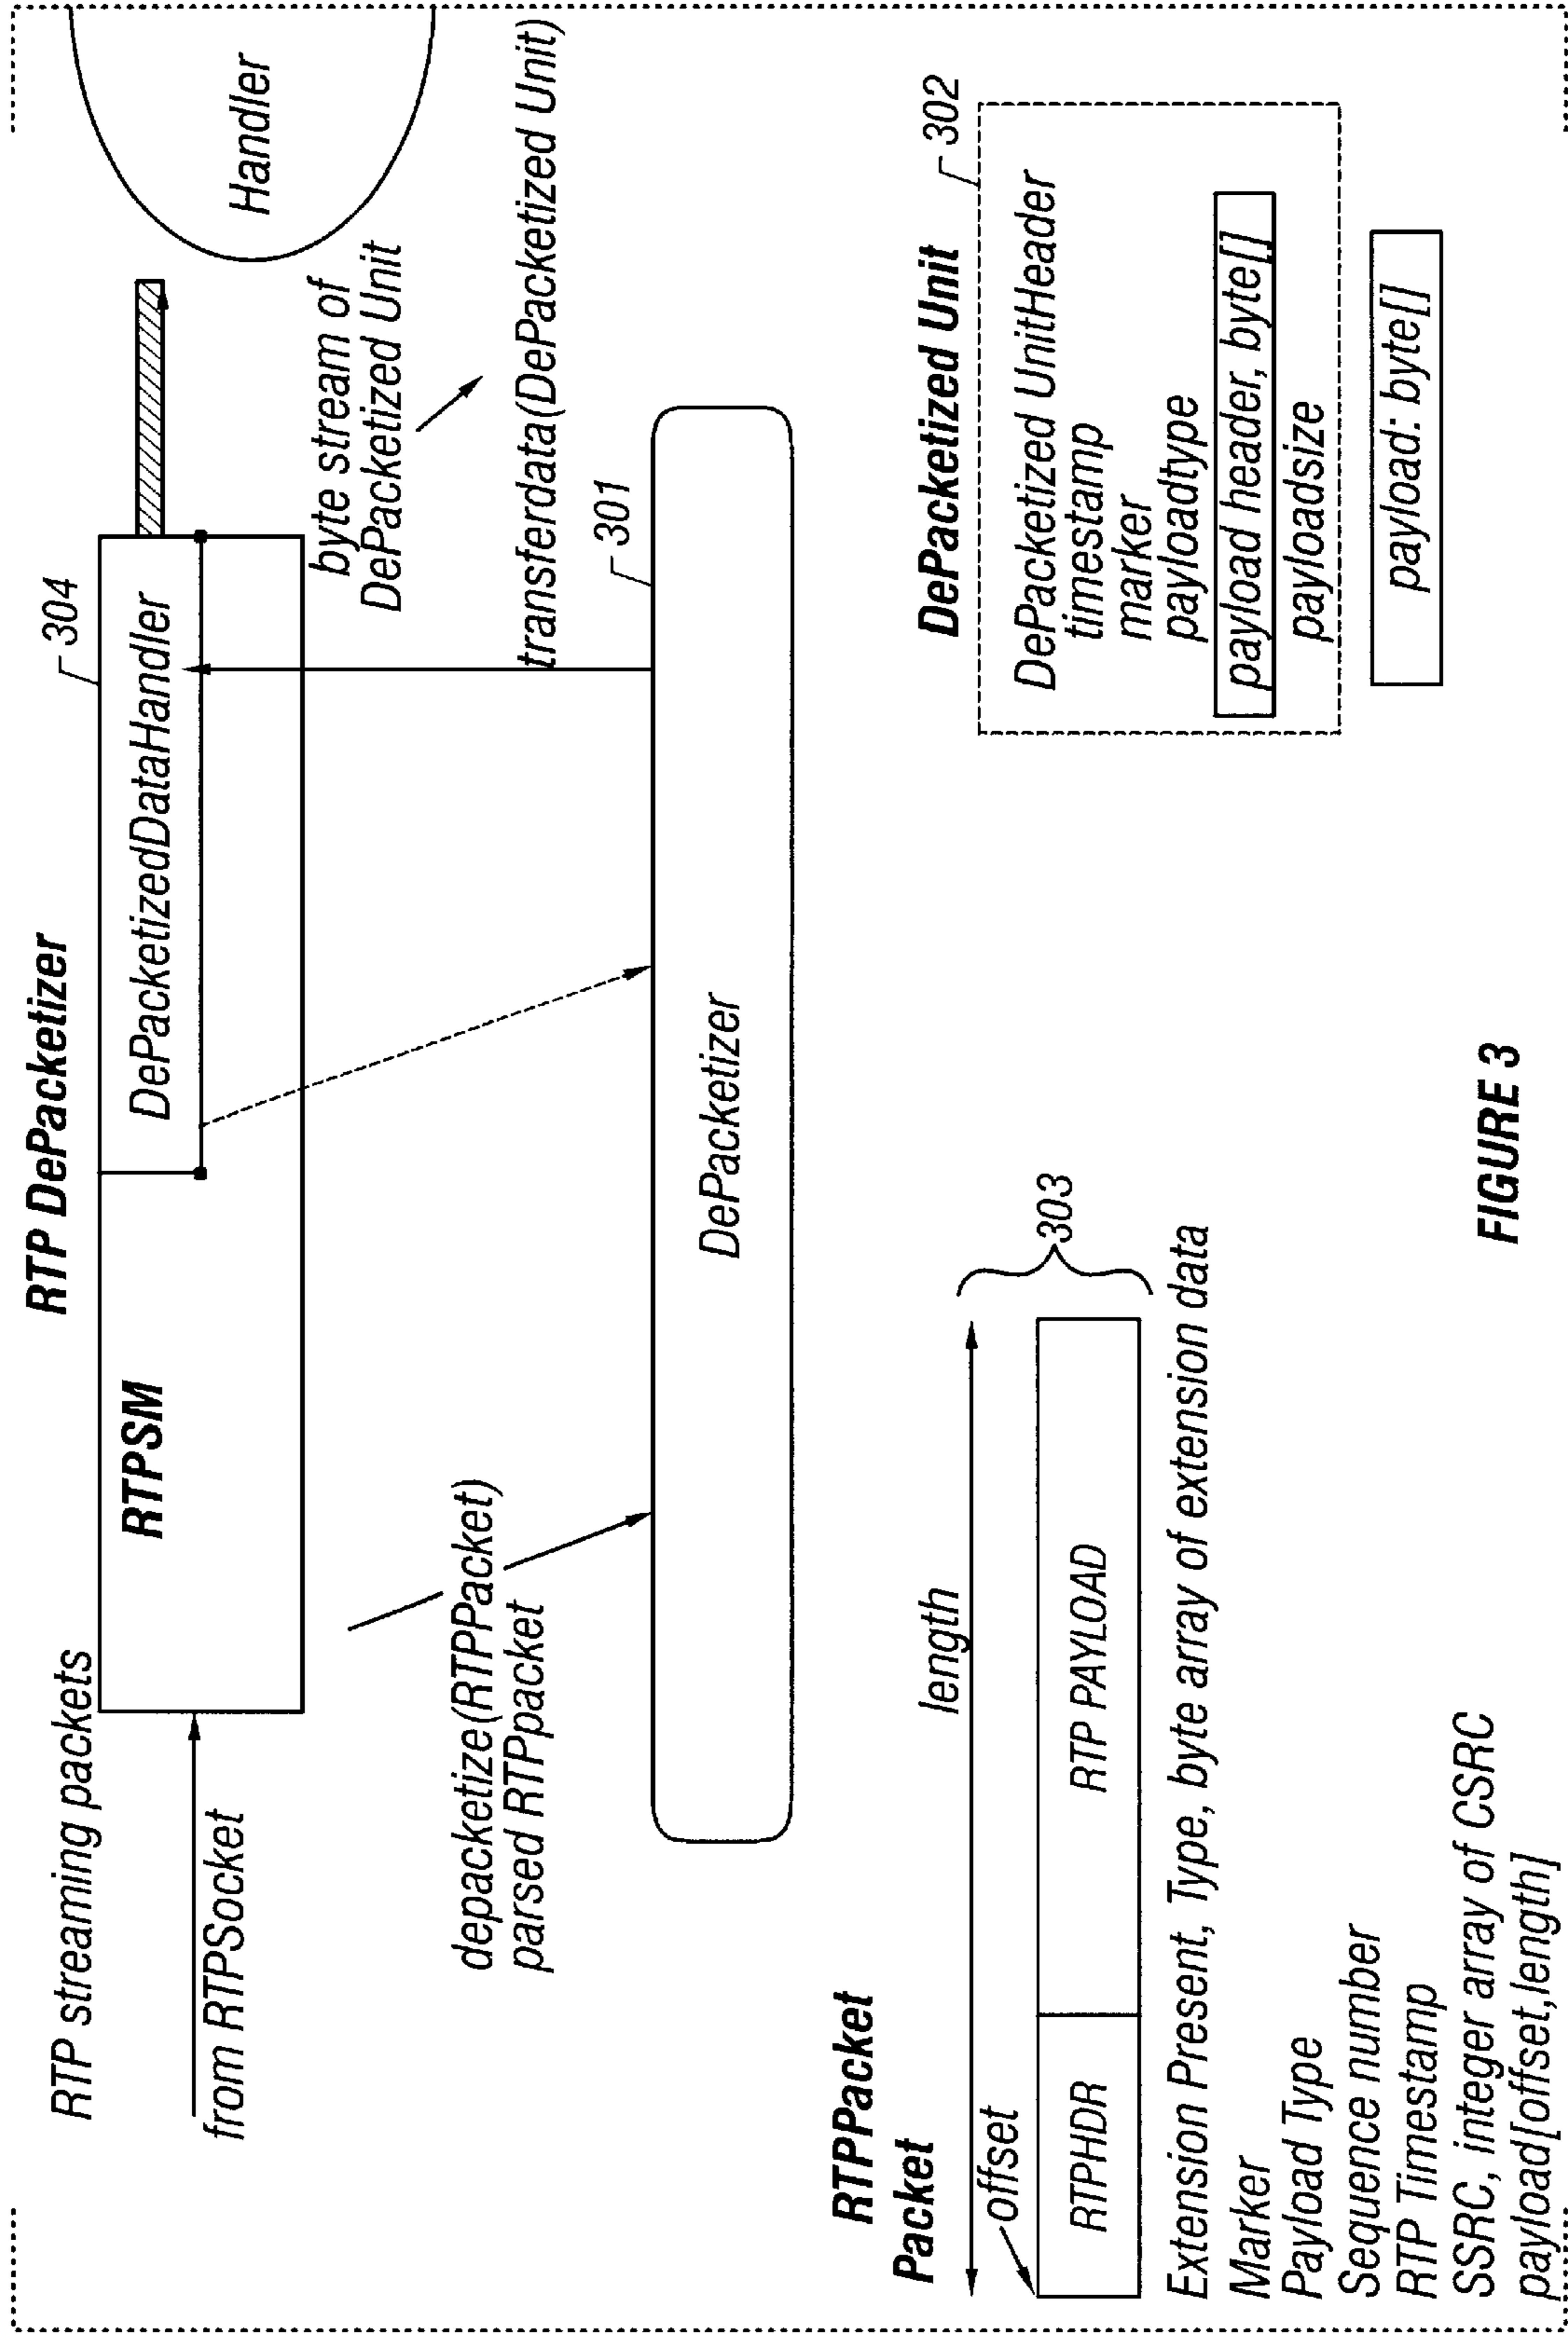 RTP DePacketizer
RTP streaming packets
from RTPSocket
RTPSM
304
DePacketizedDataHandler
Handler
byte stream of
DePacketized Unit
transferdata(DePacketized Unit)
depacketize(RTPPacket)
parsed RTPpacket
301
DePacketizer
RTPPacket
Packet
length
offset
RTPHDR
RTP PAYLOAD
303
Extension Present, Type, byte array of extension data
Marker
Payload Type
Sequence number
RTP Timestamp
SSRC, integer array of CSRC
payload[offset,length]
DePacketized Unit
302
DePacketized UnitHeader
timestamp
marker
payloadtype
payload header, byte[]
payloadsize
payload: byte[]
FIGURE 3